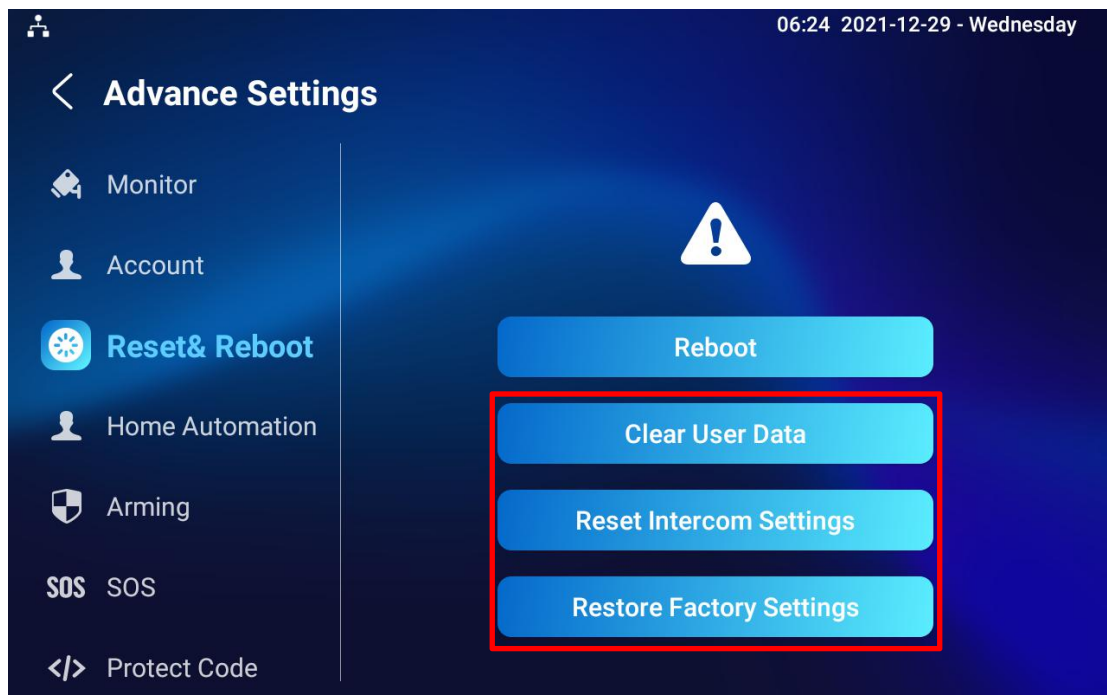 06:24 2021-12-29 - Wednesday
Advance Settings
Monitor
Account
Reset& Reboot
Home Automation
Arming
SOS SOS
</> Protect Code
Reboot
Clear User Data
Reset Intercom Settings
Restore Factory Settings